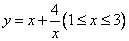 y = x + 4/x (1 ≤ x ≤ 3)